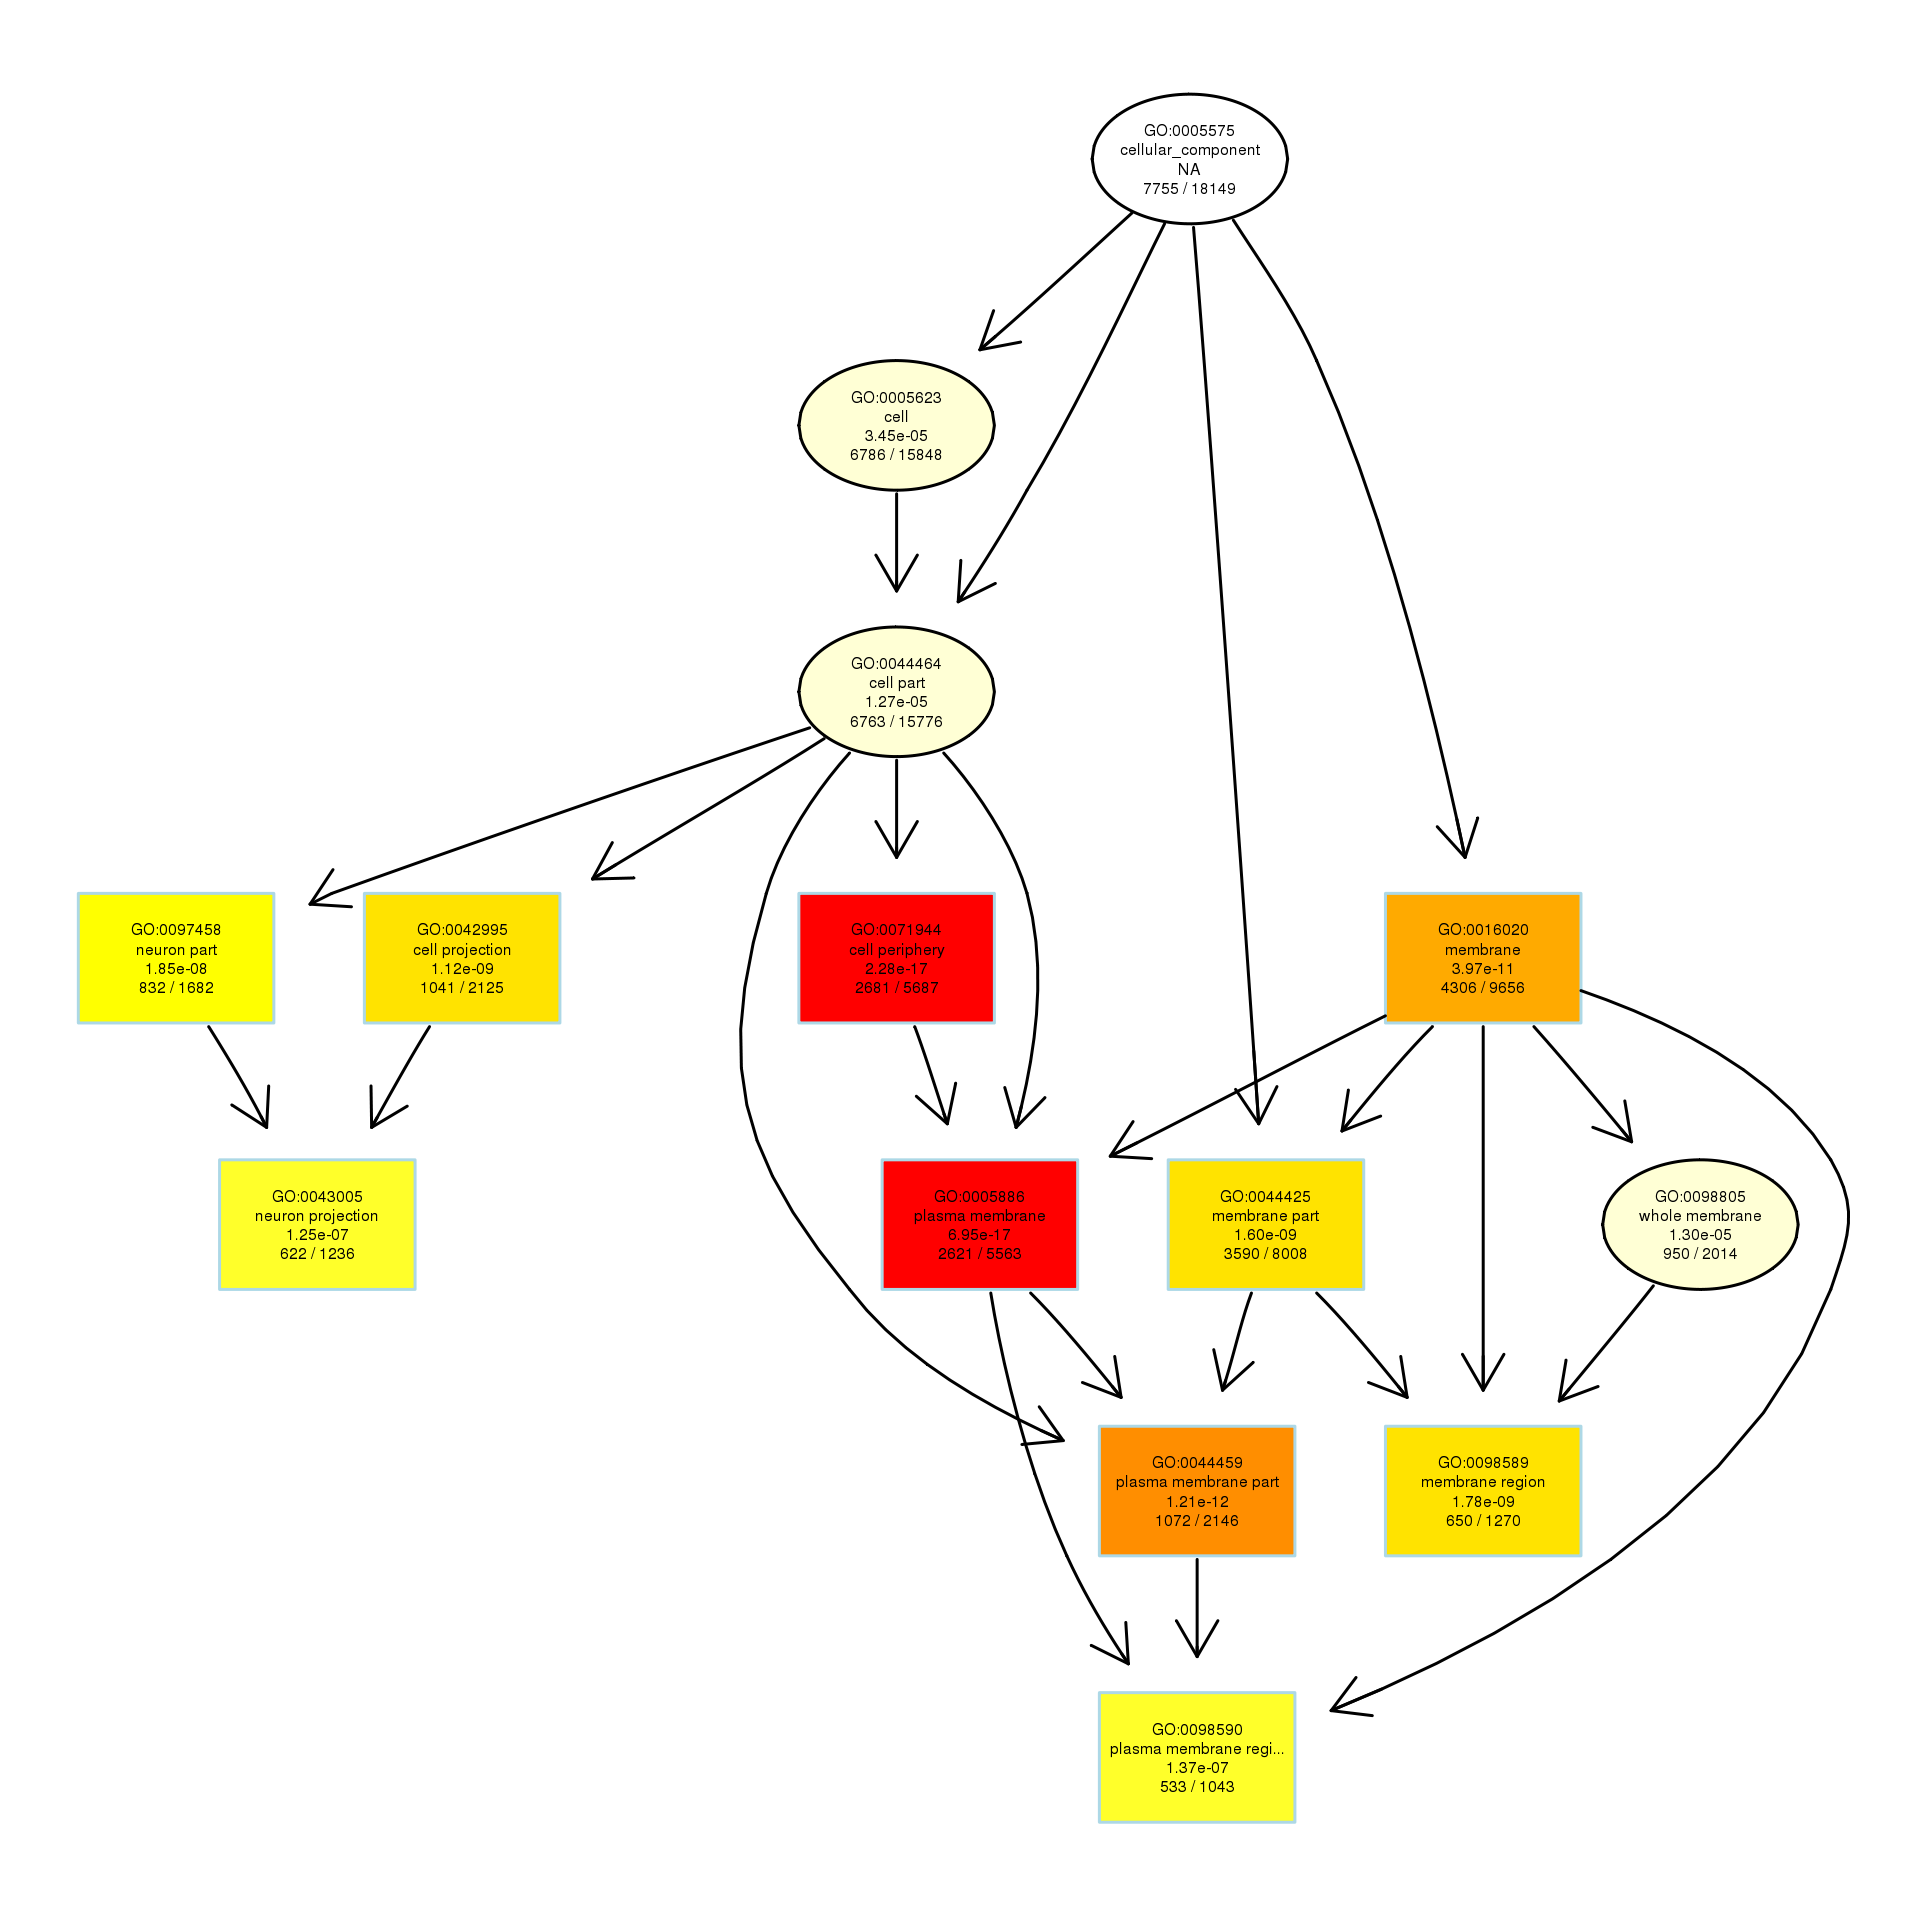 GO:0005575
cellular_component
NA
7755 / 18149
GO:0005623
cell
3.45e-05
6786 / 15848
GO:0044464
cell part
1.27e-05
6763 / 15776
GO:0097458
neuron part
1.85e-08
832 / 1682
GO:0042995
cell projection
1.12e-09
1041 / 2125
GO:0071944
cell periphery
2.28e-17
2681 / 5687
GO:0016020
membrane
3.97e-11
4306 / 9656
GO:0043005
neuron projection
1.25e-07
622 / 1236
GO:0005886
plasma membrane
6.95e-17
2621 / 5563
GO:0044425
membrane part
1.60e-09
3590 / 8008
GO:0098805
whole membrane
1.30e-05
950 / 2014
GO:0044459
plasma membrane part
1.21e-12
1072 / 2146
GO:0098589
membrane region
1.78e-09
650 / 1270
GO:0098590
plasma membrane regi...
1.37e-07
533 / 1043